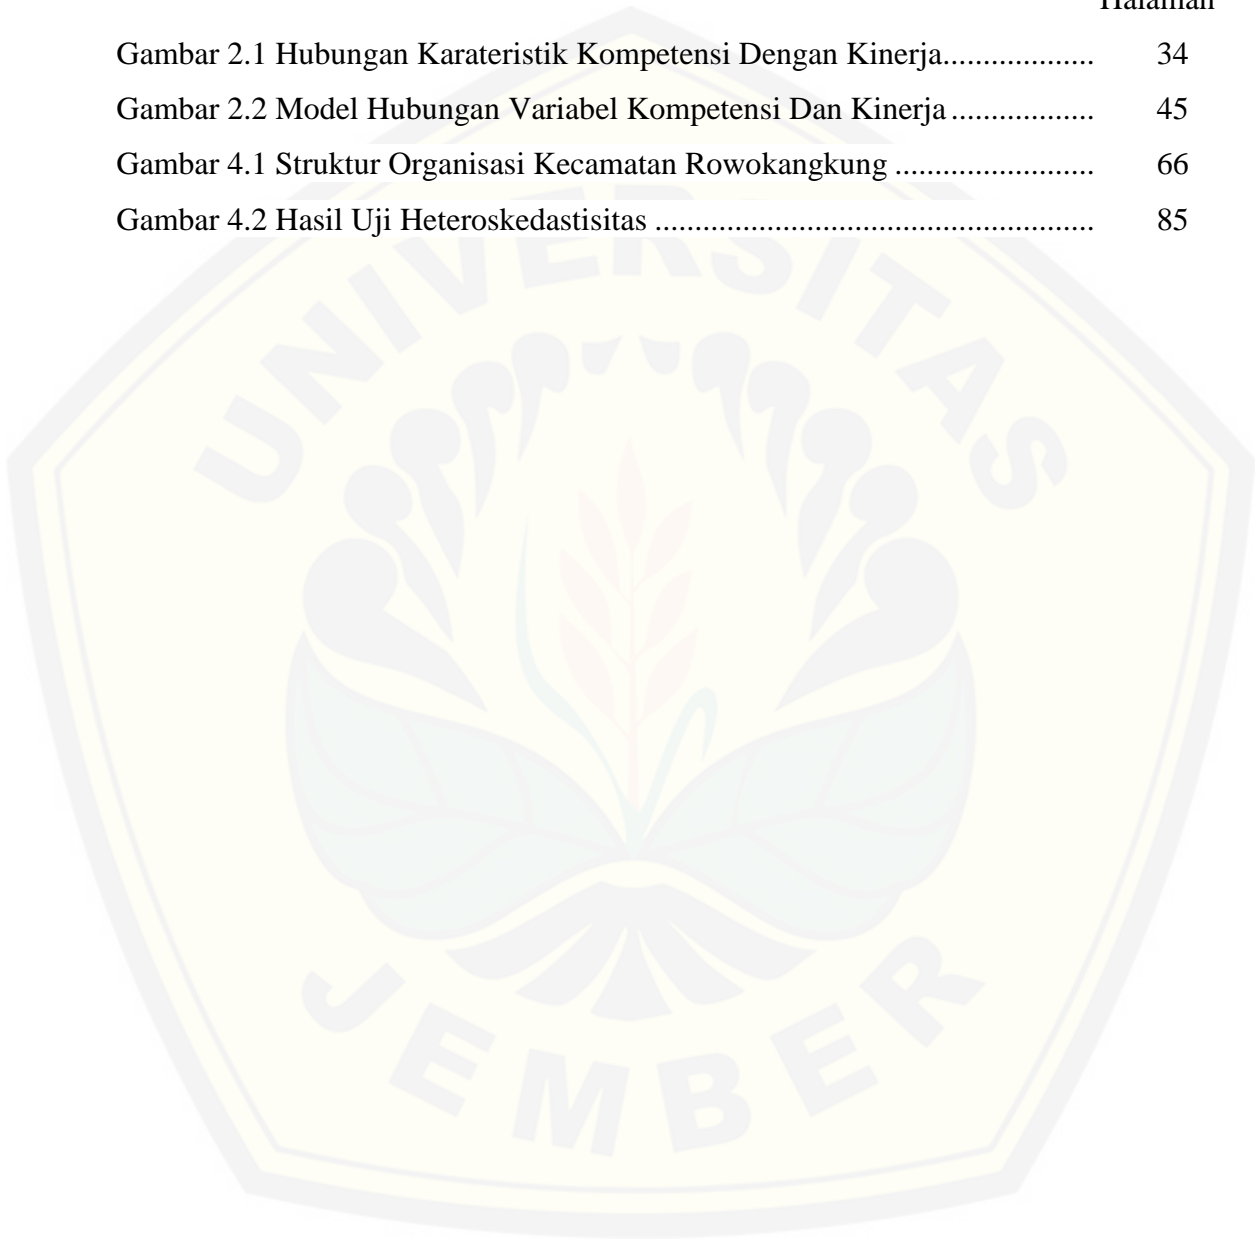 Halaman
Gambar 2.1 Hubungan Karateristik Kompetensi Dengan Kinerja................... 34
Gambar 2.2 Model Hubungan Variabel Kompetensi Dan Kinerja .................. 45
Gambar 4.1 Struktur Organisasi Kecamatan Rowokangkung ......................... 66
Gambar 4.2 Hasil Uji Heteroskedastisitas ....................................................... 85
UNIVERSITAS
JEMBER